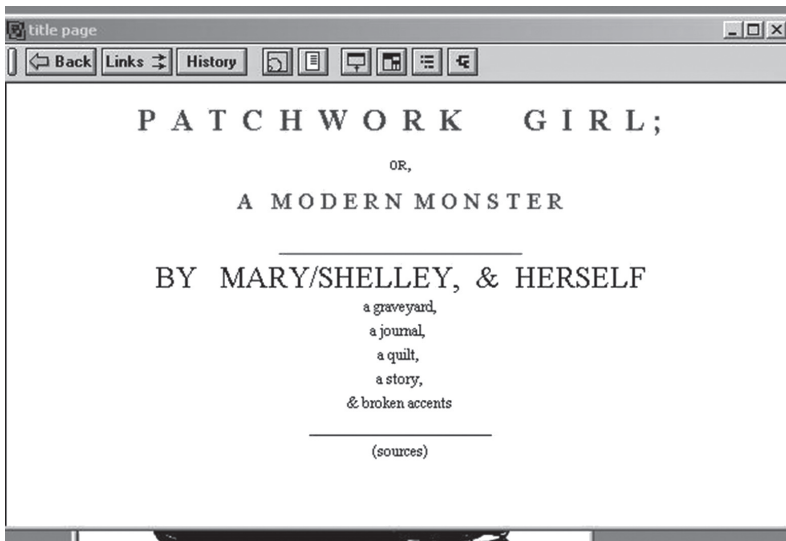 title page
Back Links History
PATCHWORK GIRL;
OR,
A MODERN MONSTER
BY MARY/SHELLEY, & HERSELF
a graveyard,
a journal,
a quilt,
a story,
& broken accents
(sources)